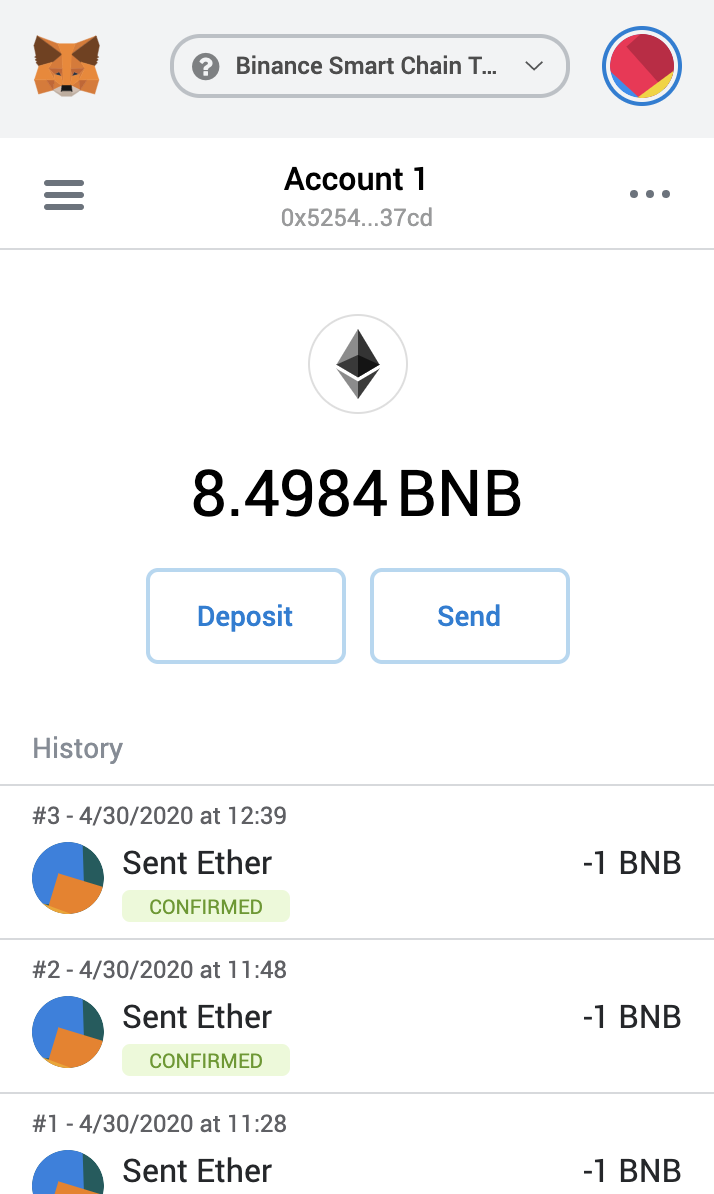 Binance Smart Chain T...
Account 1
0x5254...37cd
8.4984 BNB
Deposit
Send
History
#3 - 4/30/2020 at 12:39
Sent Ether
-1 BNB
CONFIRMED
#2 - 4/30/2020 at 11:48
Sent Ether
-1 BNB
CONFIRMED
#1 - 4/30/2020 at 11:28
Sent Ether
-1 BNB